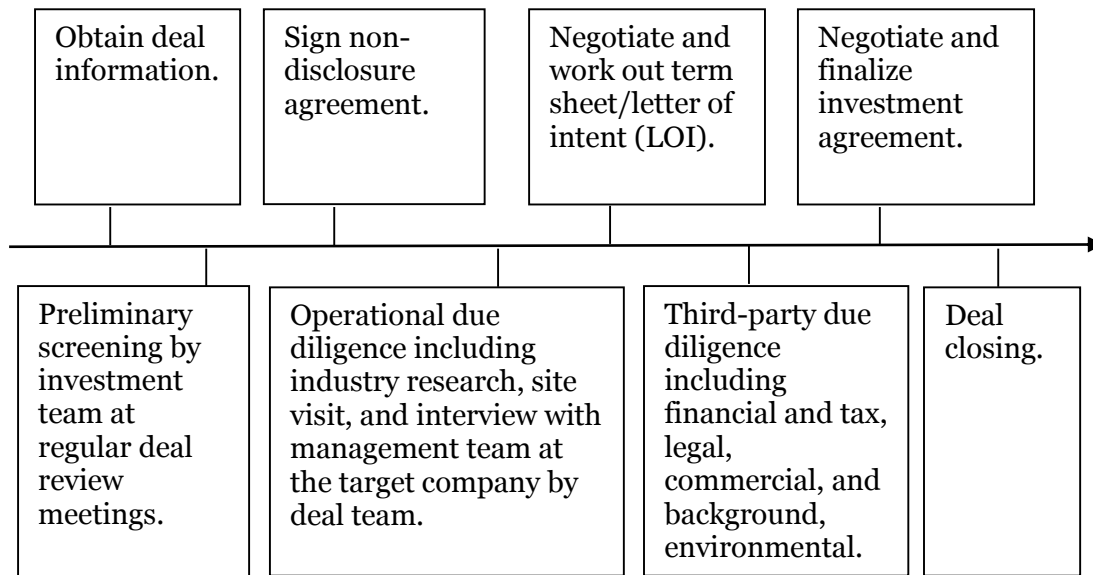 Obtain deal
information.
Sign non-
disclosure
agreement.
Negotiate and
work out term
sheet/letter of
intent (LOI).
Negotiate and
finalize
investment
agreement.
Preliminary
screening by
investment
team at
regular deal
review
meetings.
Operational due
diligence including
industry research, site
visit, and interview with
management team at
the target company by
deal team.
Third-party due
diligence
including
financial and tax,
legal,
commercial, and
background,
environmental.
Deal
closing.